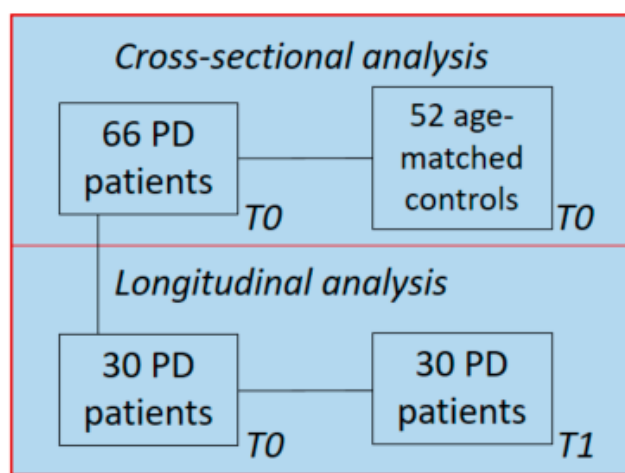 Cross-sectional analysis
66 PD
patients
T0
52 age-
matched
controls
T0
Longitudinal analysis
30 PD
patients
T0
30 PD
patients
T1